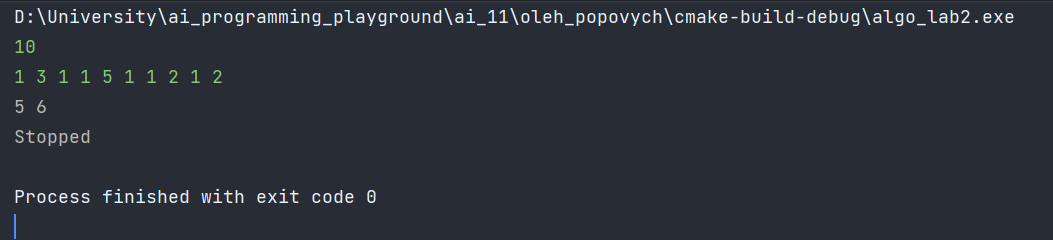 D:\University\ai_programming_playground\ai_11\oleh_popovych\cmake-build-debug\algo_lab2.exe
10
1 3 1 1 5 1 1 2 1 2
5 6
Stopped
Process finished with exit code 0